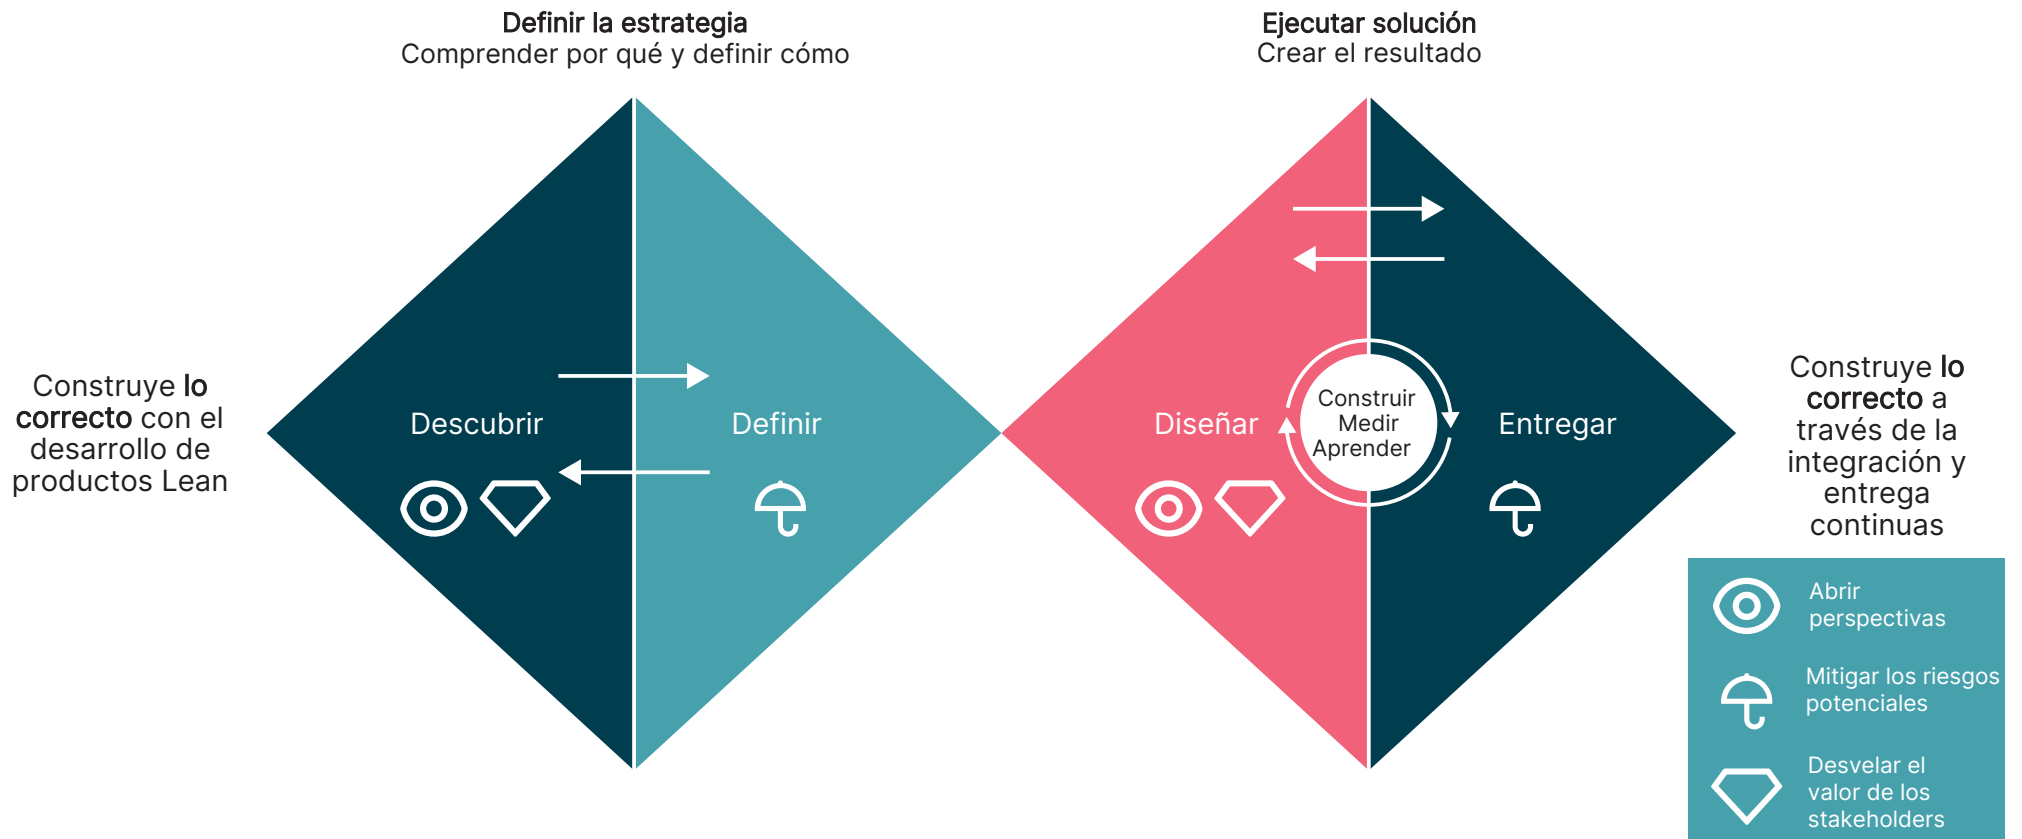 Definir la estrategia
Comprender por qué y definir cómo
Ejecutar solución
Crear el resultado
Construye lo
correcto con el
desarrollo de
productos Lean
Descubrir
Definir
Diseñar
Construir
Medir
Aprender
Entregar
Construye lo
correcto a
través de la
integración y
entrega
continuas
Abrir
perspectivas
Mitigar los riesgos
potenciales
Desvelar el
valor de los
stakeholders